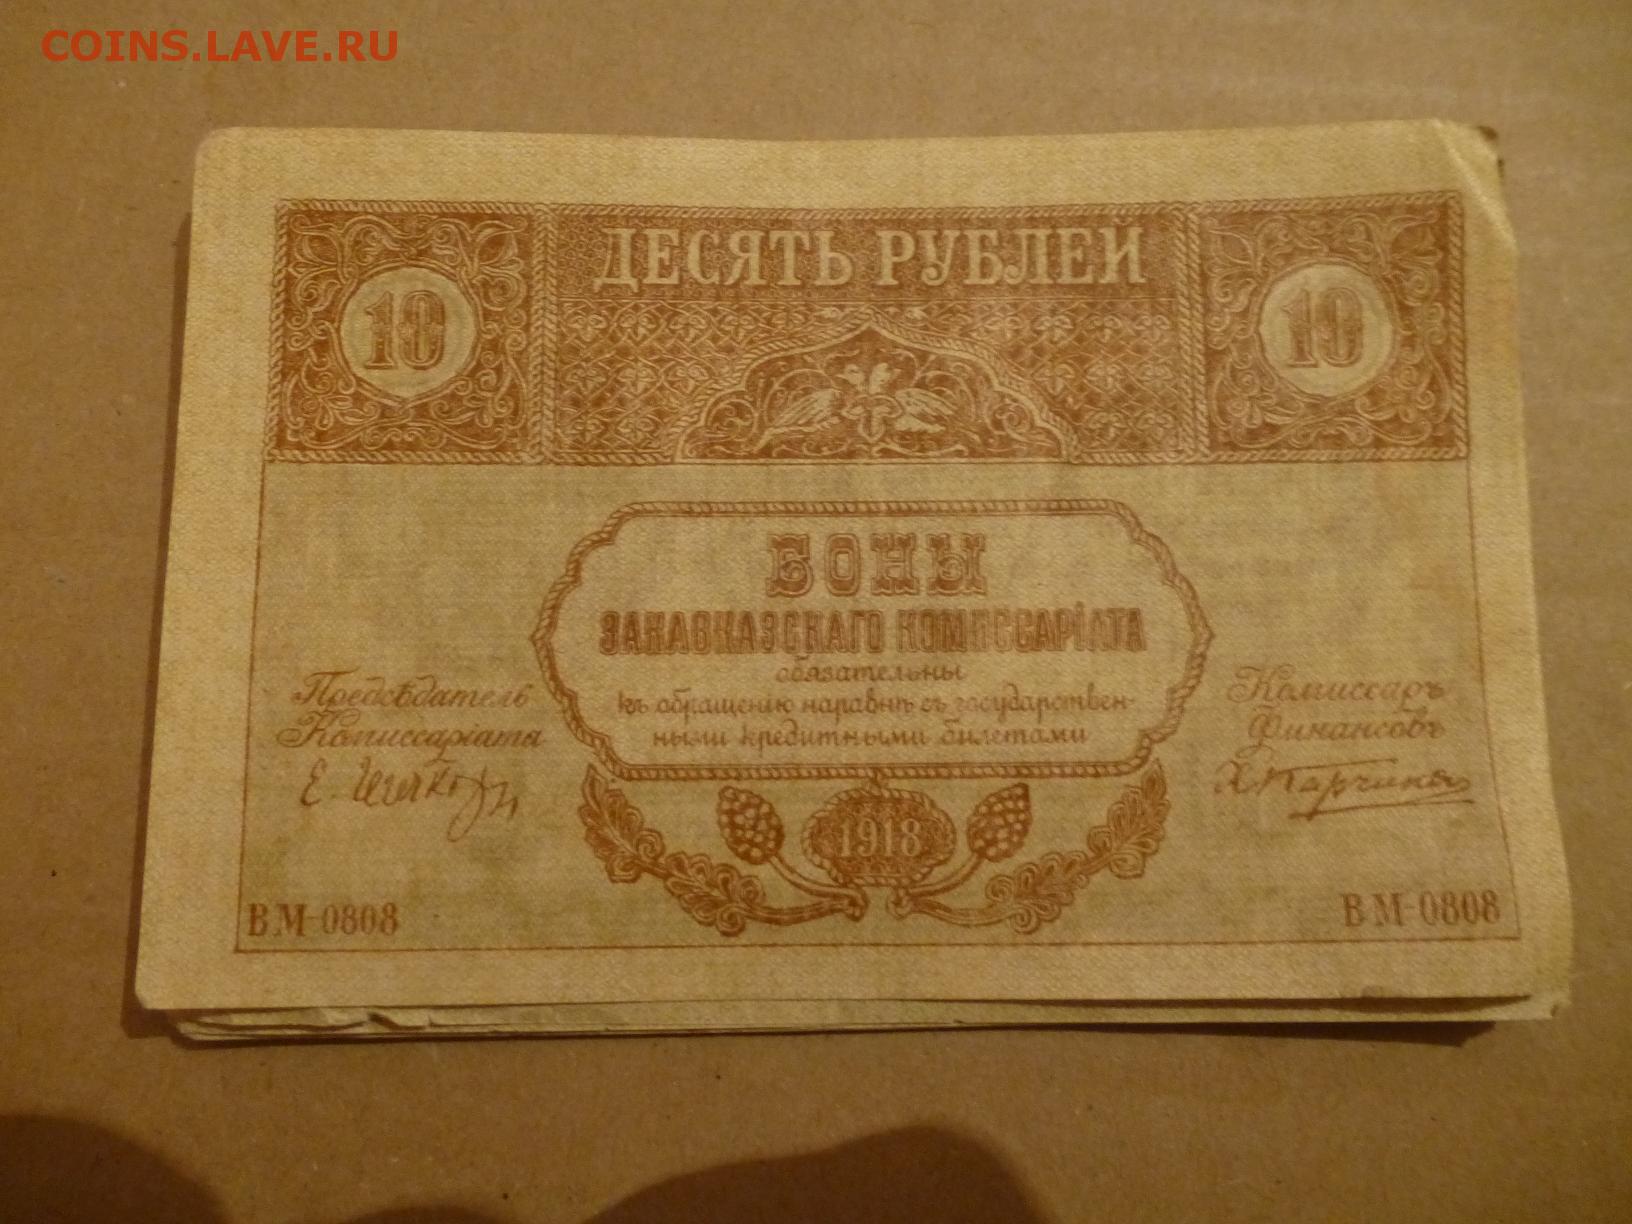 COINS.LAVE.RU
ДЕСЯТЬ РУБЛЕЙ
10 10
БОНЫ
ЗАКАВКАЗСКАГО КОМИССАРІАТА
обязательны
къ обращенію наравнѣ съ государствен-
ными кредитными билетами
Предсѣдатель
Комиссаріата
Комиссаръ
Финансовъ
Е.
1918
ВМ-0808 ВМ-0808